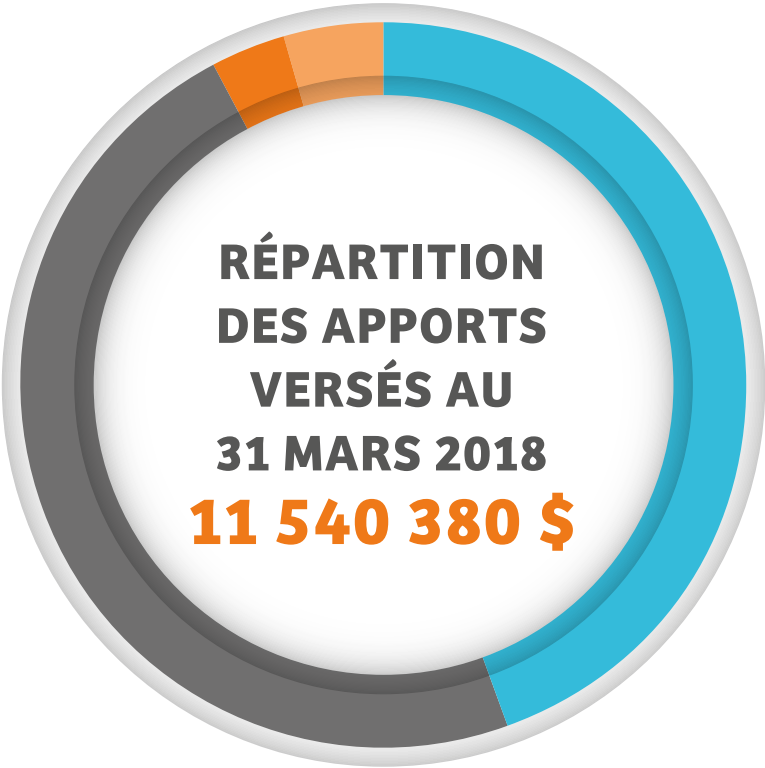 RÉPARTITION
DES APPORTS
VERSÉS AU
31 MARS 2018
11 540 380 $